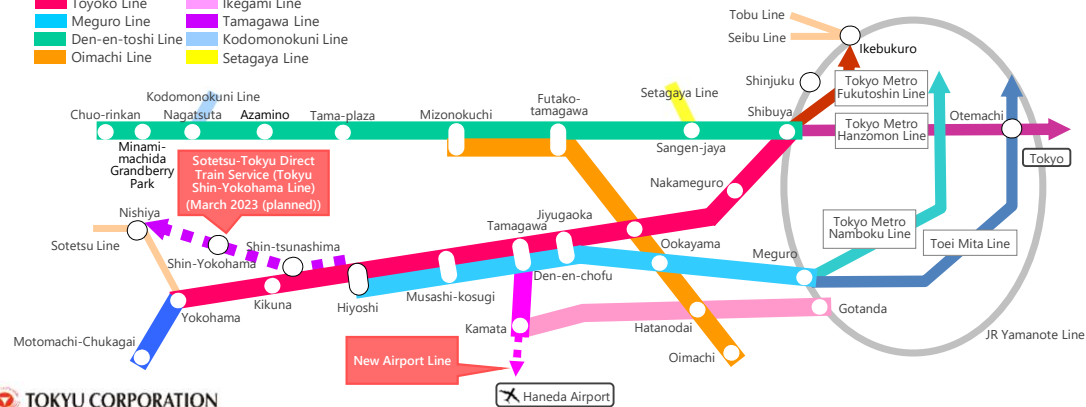 Toyoko Line
Ikegami Line
Meguro Line
Tamagawa Line
Den-en-toshi Line
Kodomonokuni Line
Oimachi Line
Setagaya Line
Tobu Line
Seibu Line
Ikebukuro
Shinjuku
Tokyo Metro
Fukutoshin Line
Kodomonokuni Line
Setagaya Line
Futako-
tamagawa
Chuo-rinkan
Nagatsuta
Azamino
Tama-plaza
Mizonokuchi
Shibuya
Tokyo Metro
Hanzomon Line
Otemachi
Tokyo
Minami-
machida
Grandberry
Park
Sangen-jaya
Sotetsu-Tokyu Direct
Train Service (Tokyu
Shin-Yokohama Line)
(March 2023 (planned))
Nakameguro
Nishiya
Jiyugaoka
Tamagawa
Tokyo Metro
Namboku Line
Toei Mita Line
Sotetsu Line
Shin-tsunashima
Shin-Yokohama
Ookayama
Meguro
Den-en-chofu
Musashi-kosugi
Kikuna
Hiyoshi
Yokohama
Gotanda
Kamata
Hatanodai
JR Yamanote Line
Motomachi-Chukagai
New Airport Line
Oimachi
Haneda Airport
TOKYU CORPORATION